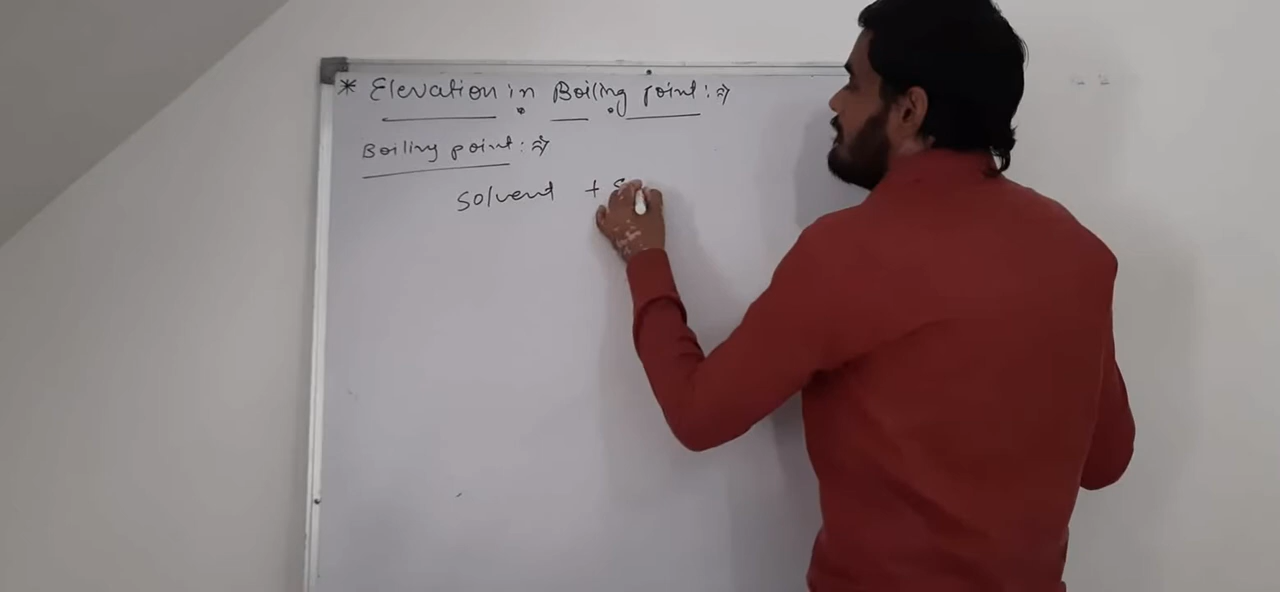 * Elevation in Boiling point : ⇒
Boiling point : ⇒
Solvent + S